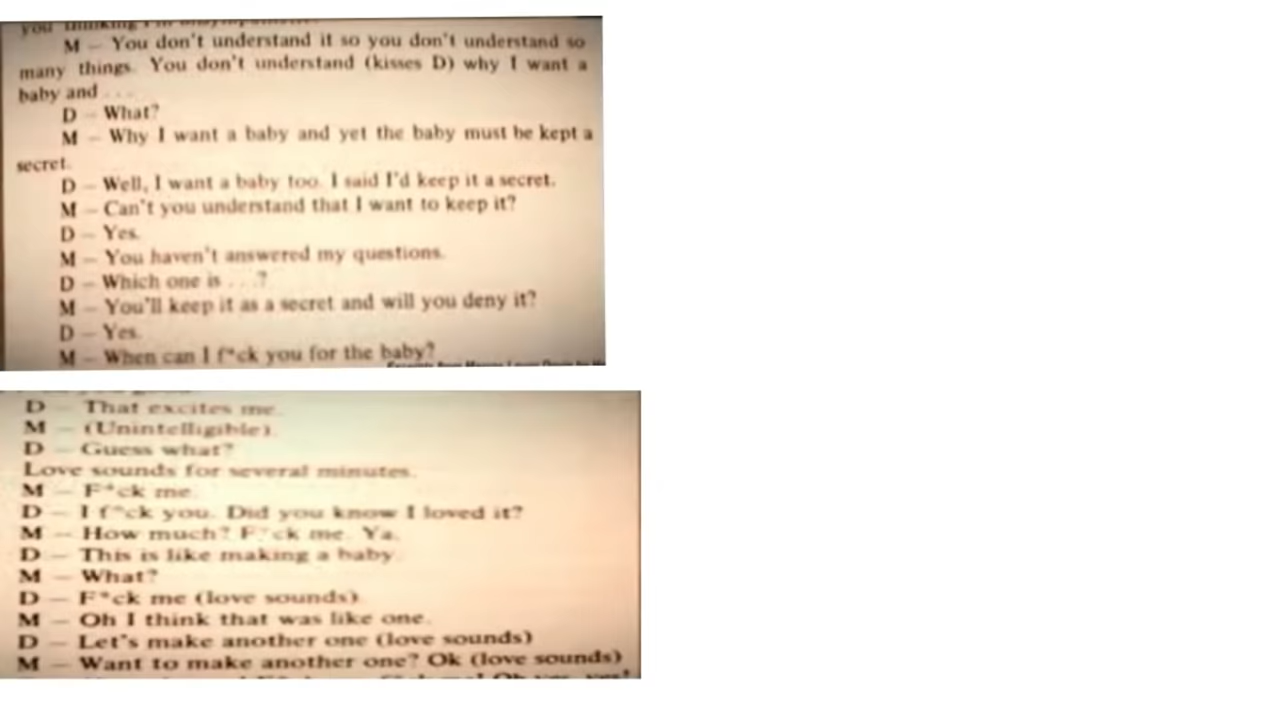 M – You don't understand it so you don't understand so
many things. You don't understand (kisses D) why I want a
baby and . . .
D – What?
M – Why I want a baby and yet the baby must be kept a
secret.
D – Well, I want a baby too. I said I'd keep it a secret.
M – Can't you understand that I want to keep it?
D – Yes.
M – You haven't answered my questions.
D – Which one is . . . ?
M – You'll keep it as a secret and will you deny it?
D – Yes.
M – When can I f*ck you for the baby?
D – That excites me.
M – (Unintelligible)
D – Guess what?
Love sounds for several minutes.
M – F*ck me.
D – I f*ck you. Did you know I loved it?
M – How much? F*ck me. Ya.
D – This is like making a baby.
M – What?
D – F*ck me (love sounds)
M – Oh I think that was like one.
D – Let's make another one (love sounds)
M – Want to make another one? Ok (love sounds)